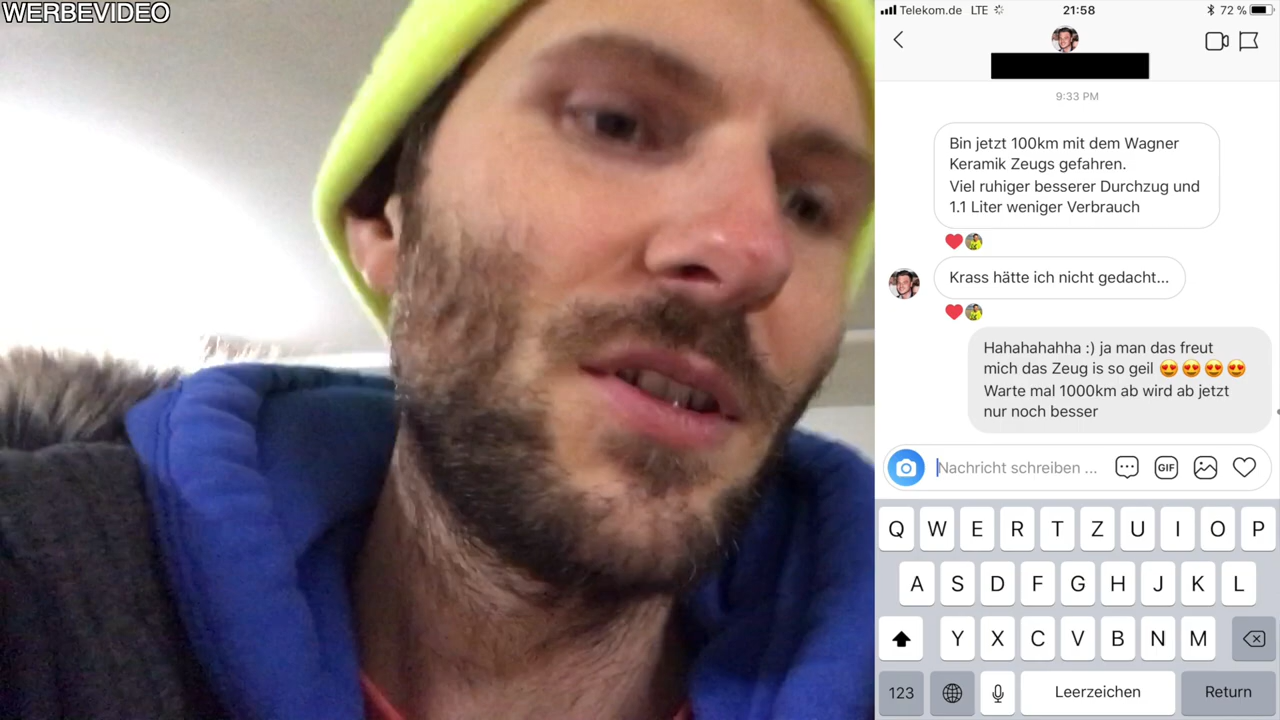 WERBEVIDEO
Telekom.de LTE 21:58 72 %
9:33 PM
Bin jetzt 100km mit dem Wagner
Keramik Zeugs gefahren.
Viel ruhiger besserer Durchzug und
1.1 Liter weniger Verbrauch
Krass hätte ich nicht gedacht...
Hahahahahha :) ja man das freut
mich das Zeug is so geil 😍 😍 😍 😍
Warte mal 1000km ab wird ab jetzt
nur noch besser
Nachricht schreiben ... GIF
Q W E R T Z U I O P
A S D F G H J K L
Y X C V B N M
123 Leerzeichen Return